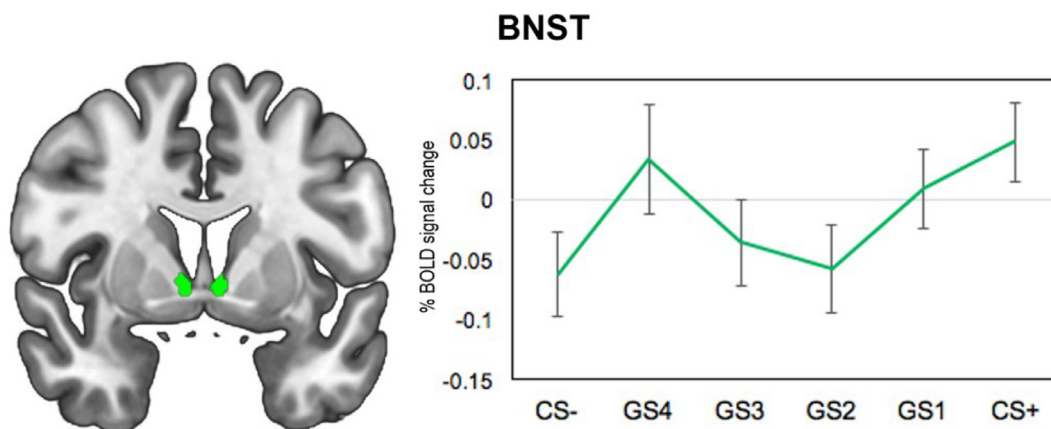 BNST
% BOLD signal change
0.1
0.05
0
-0.05
-0.1
-0.15
CS- GS4 GS3 GS2 GS1 CS+